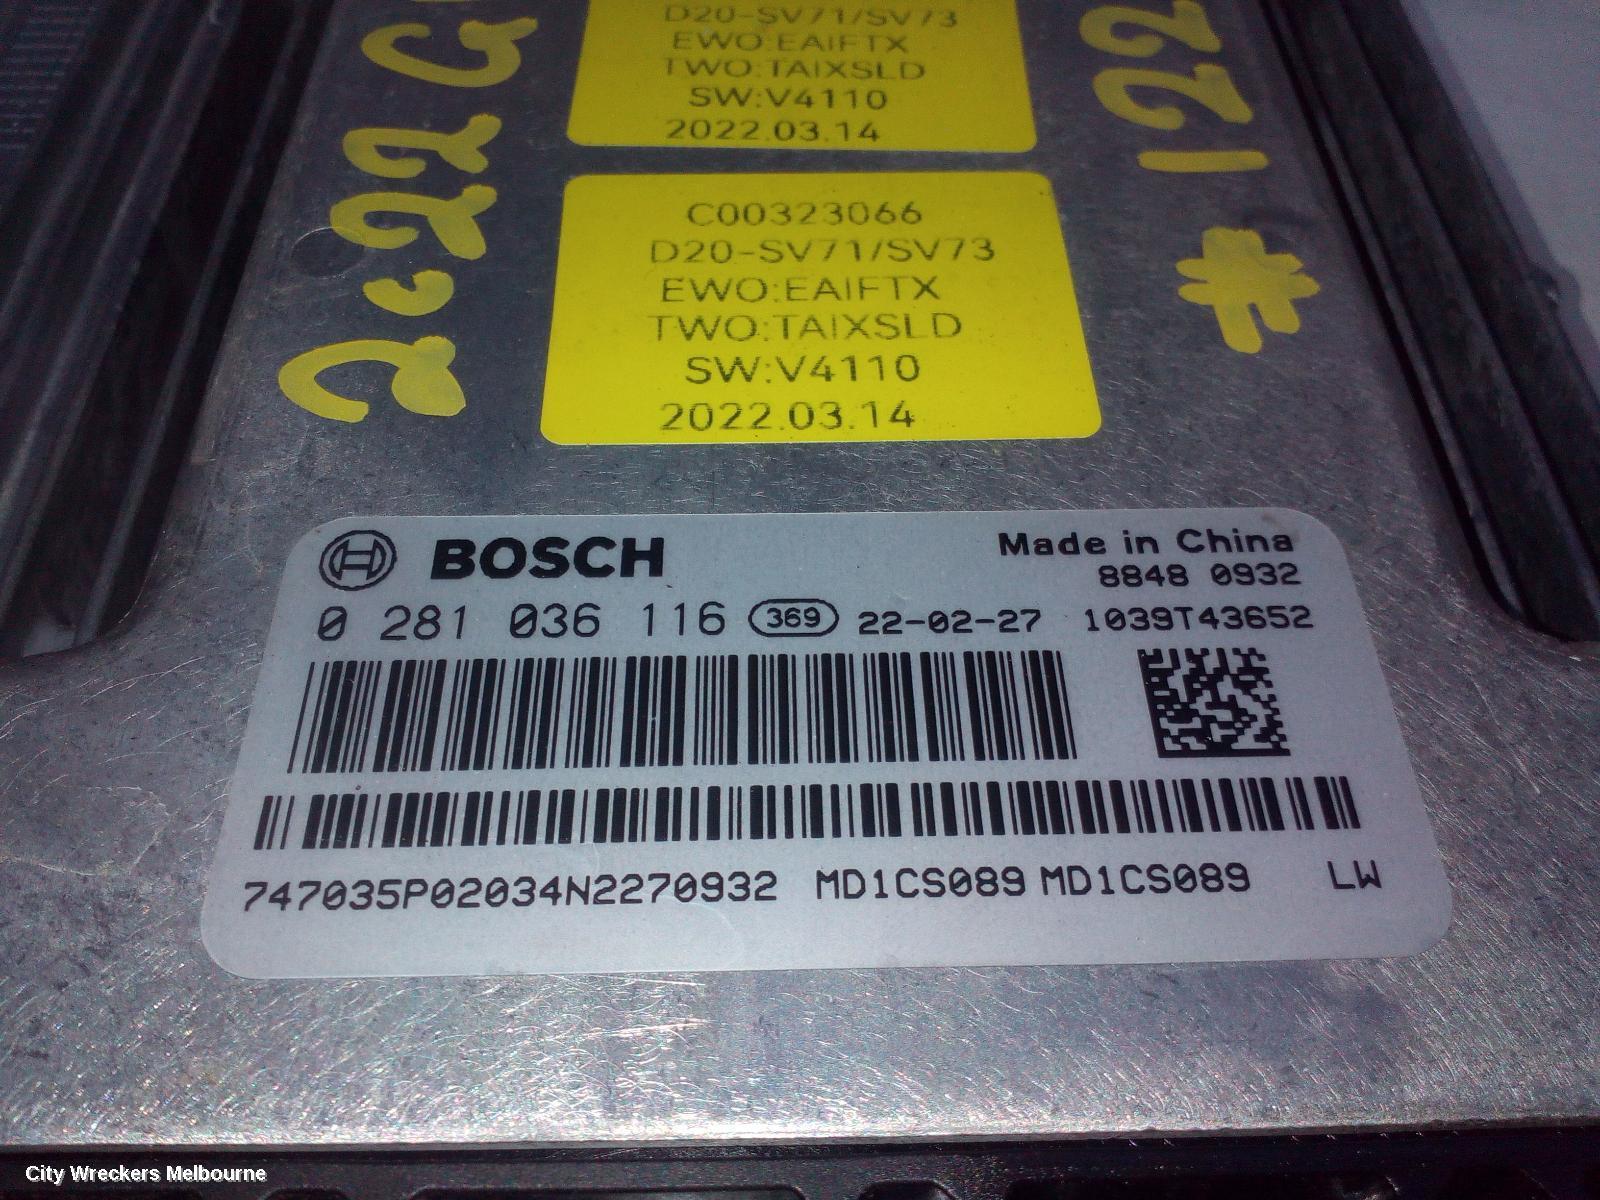 D20-SV71/SV73
EWO:EAIFTX
TWO:TAIXSLD
SW:V4110
2022.03.14
C00323066
D20-SV71/SV73
EWO:EAIFTX
TWO:TAIXSLD
SW:V4110
2022.03.14
BOSCH
Made in China
8848 0932
0 281 036 116 369 22-02-27 1039T43652
747035P02034N2270932 MD1CS089 MD1CS089 LW
City Wreckers Melbourne